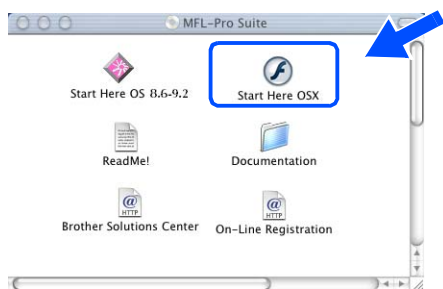 MFL-Pro Suite
Start Here OS 8.6-9.2
Start Here OSX
ReadMe!
Documentation
@
HTTP
@
HTTP
Brother Solutions Center
On-Line Registration